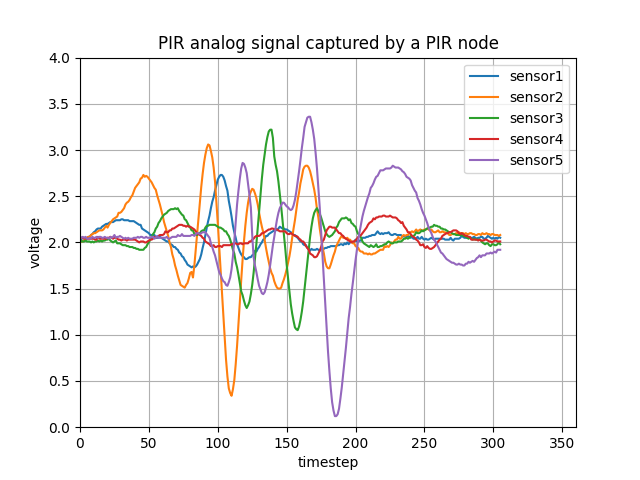 PIR analog signal captured by a PIR node
4.0
3.5
3.0
2.5
2.0
1.5
1.0
0.5
0.0
voltage
sensor1
sensor2
sensor3
sensor4
sensor5
0 50 100 150 200 250 300 350
timestep